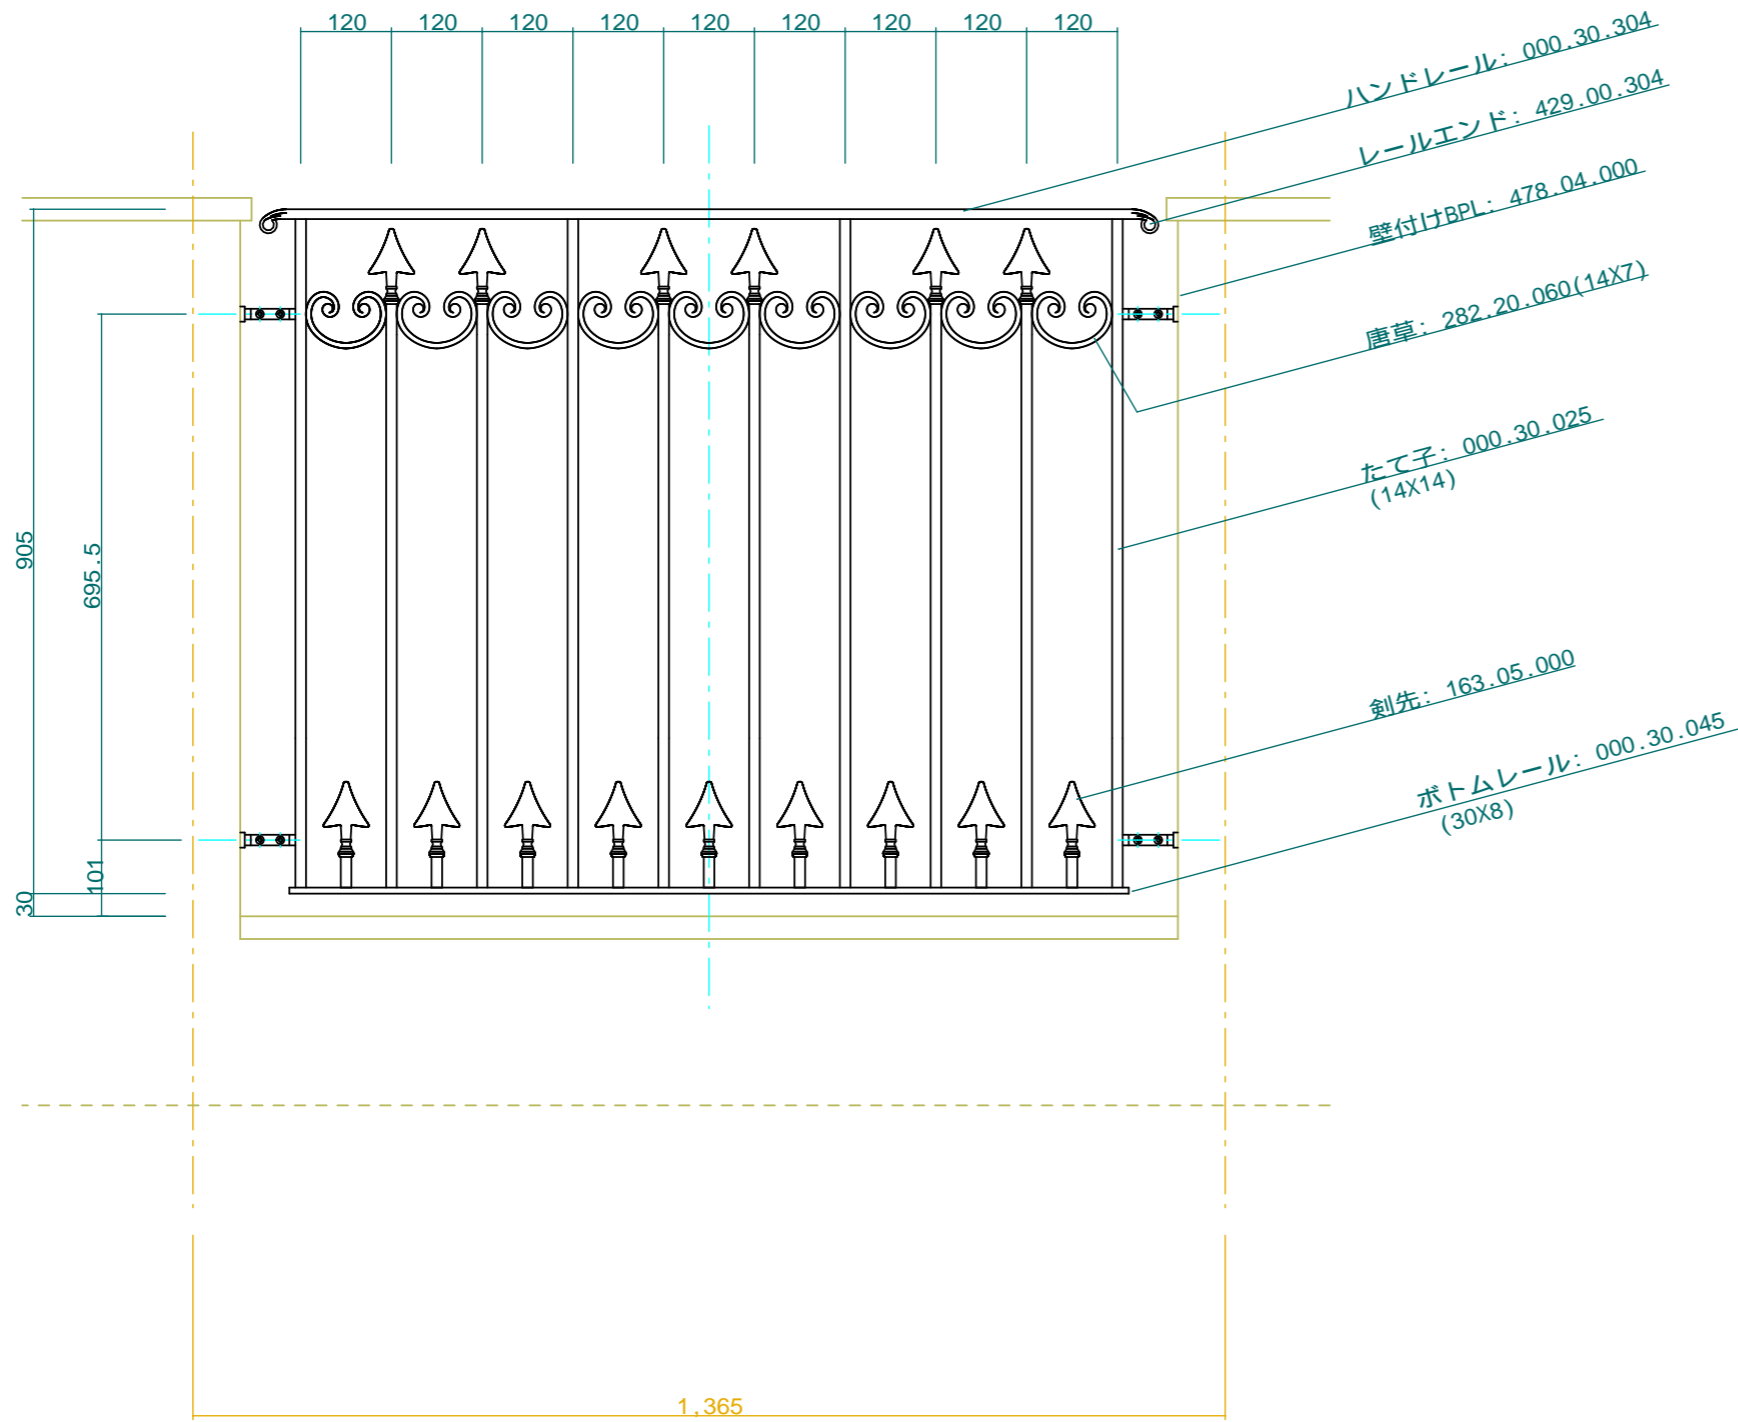 120 120 120 120 120 120 120 120 120
ハンドレール: 000.30.304
レールエンド: 429.00.304
壁付けBPL: 478.04.000
唐草: 282.20.060(14X7)
たて子: 000.30.025
(14X14)
905
695.5
剣先: 163.05.000
ボトムレール: 000.30.045
(30X8)
101
30
1,365